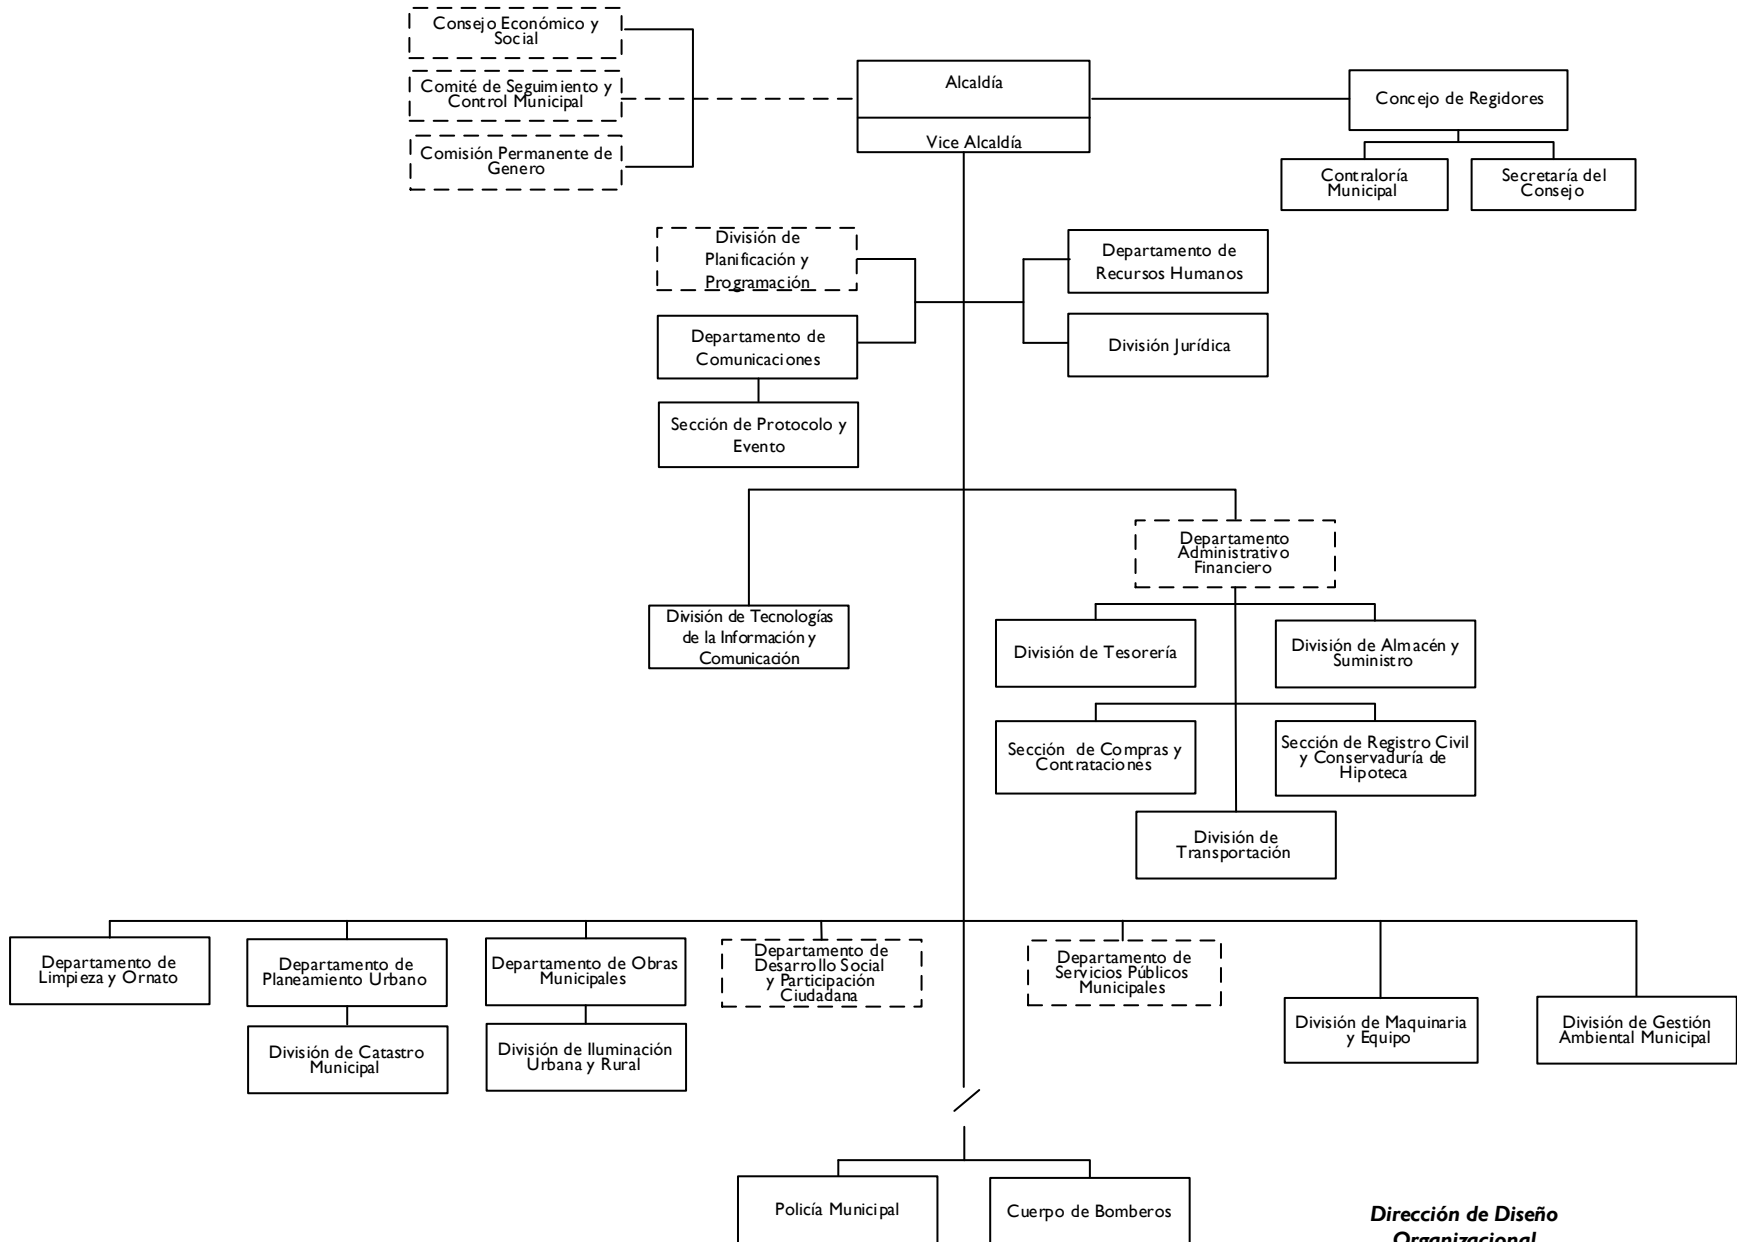 Consejo Económico y
Social
Comité de Seguimiento y
Control Municipal
Comisión Permanente de
Genero
Alcaldía
Vice Alcaldía
Concejo de Regidores
Contraloría
Municipal
Secretaría del
Consejo
División de
Planificación y
Programación
Departamento de
Comunicaciones
Sección de Protocolo y
Evento
Departamento de
Recursos Humanos
División Jurídica
División de Tecnologías
de la Información y
Comunicación
Departamento
Administrativo
Financiero
División de Tesorería
División de Almacén y
Suministro
Sección de Compras y
Contrataciones
Sección de Registro Civil
y Conservaduría de
Hipoteca
División de
Transportación
Departamento de
Limpieza y Ornato
Departamento de
Planeamiento Urbano
División de Catastro
Municipal
Departamento de Obras
Municipales
División de Iluminación
Urbana y Rural
Departamento de
Desarrollo Social
y Participación
Ciudadana
Departamento de
Servicios Públicos
Municipales
División de Maquinaria
y Equipo
División de Gestión
Ambiental Municipal
Policía Municipal
Cuerpo de Bomberos
Dirección de Diseño
Organizacional